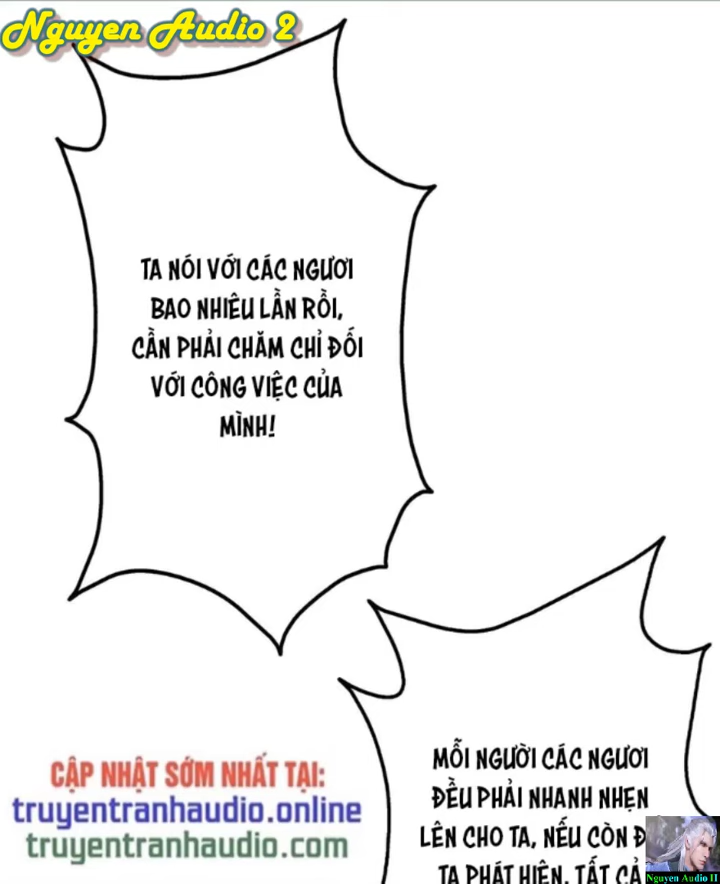 Nguyen Audio 2
TA NÓI VỚI CÁC NGƯƠI
BAO NHIÊU LẦN RỒI,
CẦN PHẢI CHĂM CHỈ ĐỐI
VỚI CÔNG VIỆC CỦA
MÌNH!
MỖI NGƯỜI CÁC NGƯƠI
ĐỀU PHẢI NHANH NHẸN
LÊN CHO TA, NẾU CÒN
TA PHÁT HIỆN, TẤT CẢ
CẬP NHẬT SỚM NHẤT TẠI:
truyentranhaudio.online
truyentranhaudio.com
Nguyen Audio II